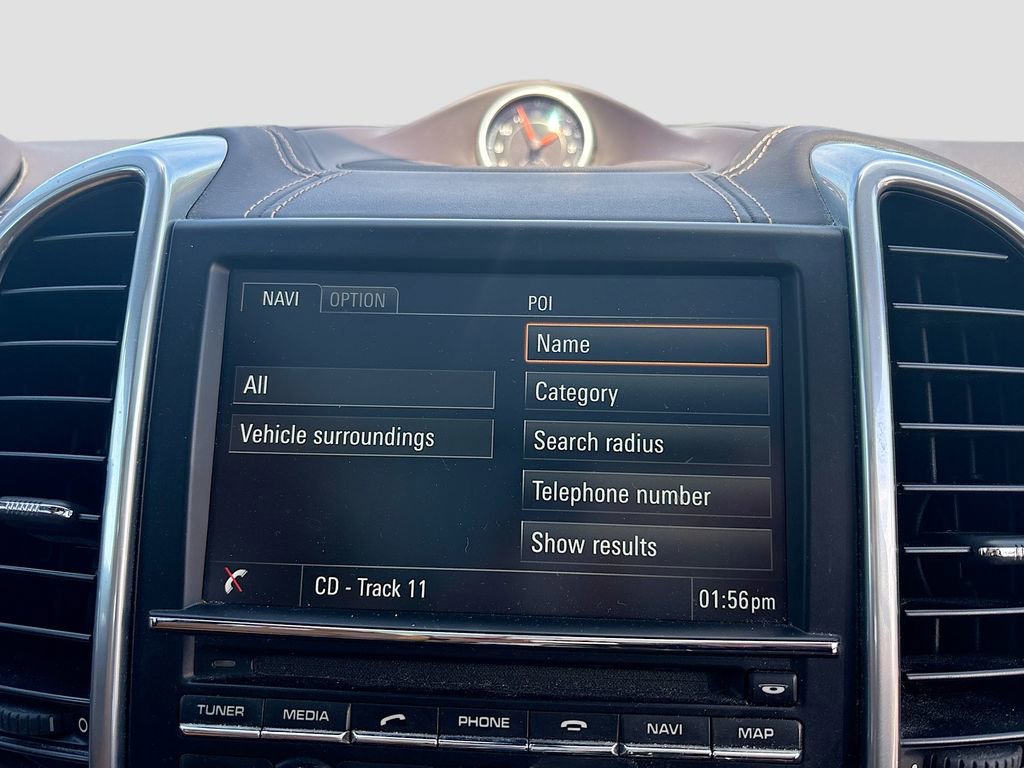 NAVI OPTION
POI
Name
All
Category
Vehicle surroundings
Search radius
Telephone number
Show results
CD - Track 11
01:56pm
TUNER MEDIA PHONE NAVI MAP
0